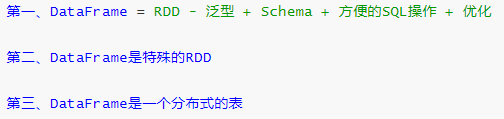 第一、DataFrame = RDD - 泛型 + Schema + 方便的SQL操作 + 优化
第二、DataFrame是特殊的RDD
第三、DataFrame是一个分布式的表